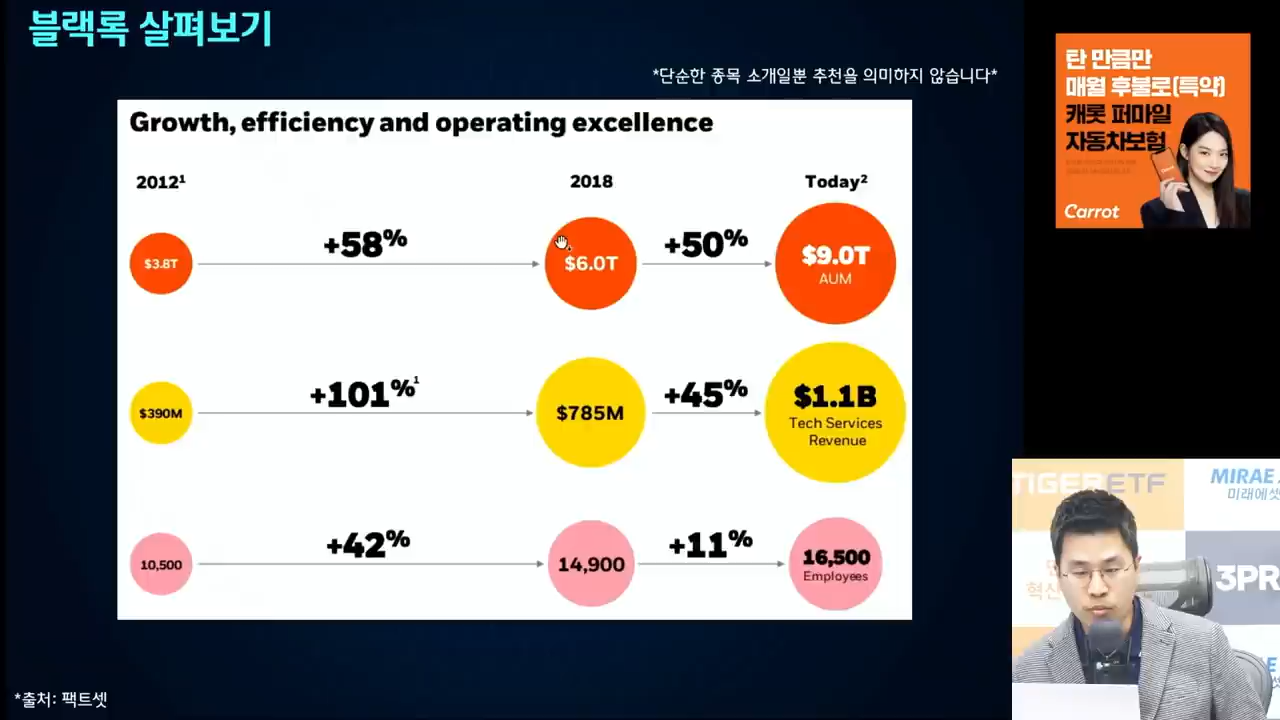 블랙록 살펴보기
*단순한 종목 소개일뿐 추천을 의미하지 않습니다*
Growth, efficiency and operating excellence
2012¹ 2018 Today²
$3.8T +58% $6.0T +50% $9.0T
AUM
$390M +101%¹ $785M +45% $1.1B
Tech Services
Revenue
10,500 +42% 14,900 +11% 16,500
Employees
*출처: 팩트셋
탄 만큼만
매월 후불로(특약)
캐롯 퍼마일
자동차보험
Carrot
TIGER ETF
MIRAE
미래에셋
혁신
3PR